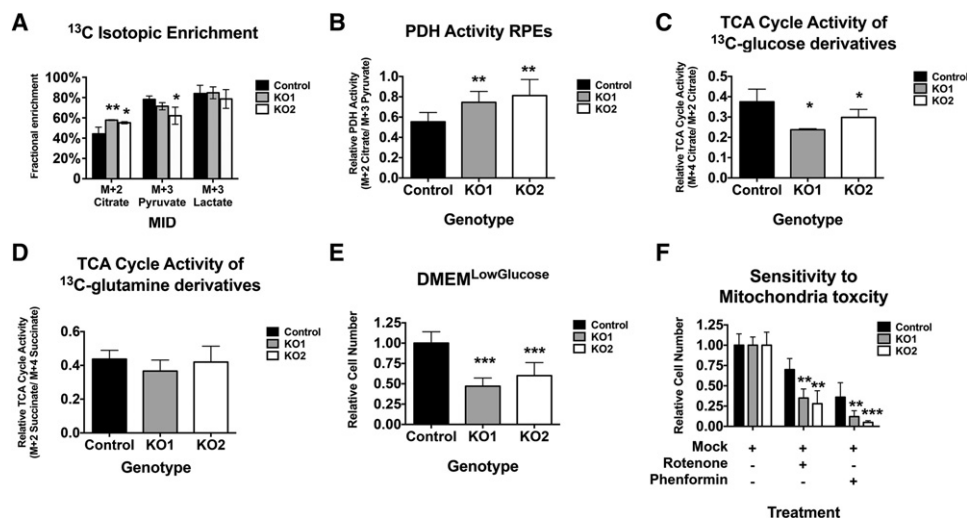 A
¹³C Isotopic Enrichment
Fractional enrichment
100%
80%
60%
40%
20%
0%
** *
*
M+2
Citrate
M+3
Pyruvate
M+3
Lactate
MID
Control
KO1
KO2
B
PDH Activity RPEs
Relative PDH Activity
(M+2 Citrate/ M+3 Pyruvate)
1.0
0.8
0.6
0.4
0.2
0.0
**
**
Control KO1 KO2
Genotype
Control
KO1
KO2
C
TCA Cycle Activity of
¹³C-glucose derivatives
Relative TCA Cycle Activity
(M+4 Citrate/ M+2 Citrate)
0.5
0.4
0.3
0.2
0.1
0.0
*
*
Control KO1 KO2
Genotype
Control
KO1
KO2
D
TCA Cycle Activity of
¹³C-glutamine derivatives
Relative TCA Cycle Activity
(M+2 Succinate/ M+4 Succinate)
0.6
0.4
0.2
0.0
Control KO1 KO2
Genotype
Control
KO1
KO2
E
DMEM^LowGlucose
Relative Cell Number
1.25
1.00
0.75
0.50
0.25
0.00
***
***
Control KO1 KO2
Genotype
Control
KO1
KO2
F
Sensitivity to
Mitochondria toxcity
Relative Cell Number
1.25
1.00
0.75
0.50
0.25
0.00
**
**
**
***
Mock + + +
Rotenone - + -
Phenformin - - +
Treatment
Control
KO1
KO2